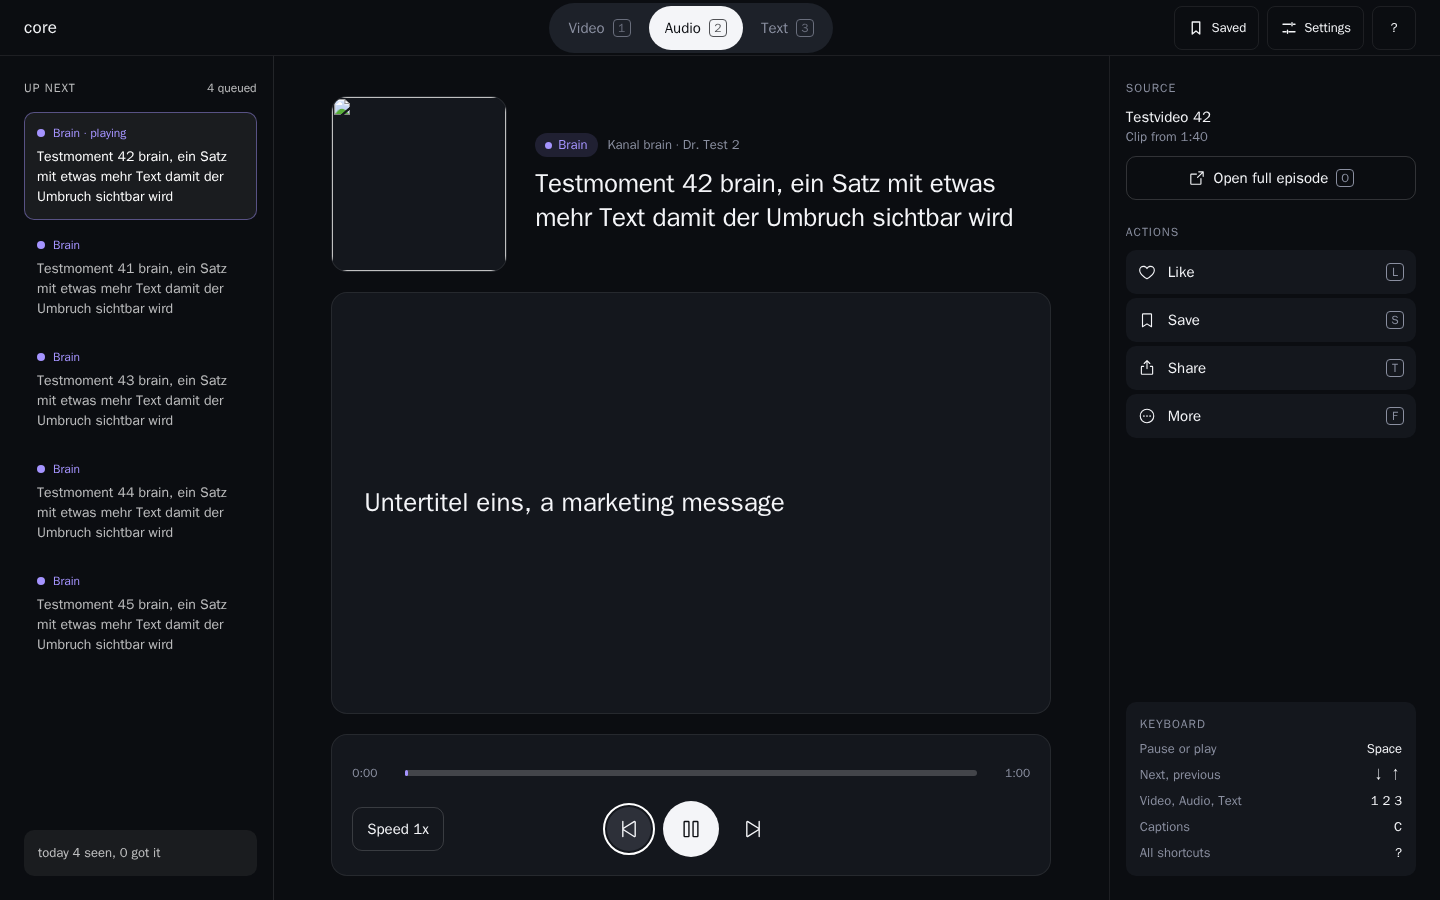 core
Video 1
Audio 2
Text 3
Saved
Settings
?
UP NEXT
4 queued
Brain · playing
Testmoment 42 brain, ein Satz
mit etwas mehr Text damit der
Umbruch sichtbar wird
Brain
Testmoment 41 brain, ein Satz
mit etwas mehr Text damit der
Umbruch sichtbar wird
Brain
Testmoment 43 brain, ein Satz
mit etwas mehr Text damit der
Umbruch sichtbar wird
Brain
Testmoment 44 brain, ein Satz
mit etwas mehr Text damit der
Umbruch sichtbar wird
Brain
Testmoment 45 brain, ein Satz
mit etwas mehr Text damit der
Umbruch sichtbar wird
today 4 seen, 0 got it
Brain
Kanal brain · Dr. Test 2
Testmoment 42 brain, ein Satz mit etwas
mehr Text damit der Umbruch sichtbar wird
Untertitel eins, a marketing message
0:00
1:00
Speed 1x
SOURCE
Testvideo 42
Clip from 1:40
Open full episode O
ACTIONS
Like L
Save S
Share T
More F
KEYBOARD
Pause or play Space
Next, previous ↓ ↑
Video, Audio, Text 1 2 3
Captions C
All shortcuts ?